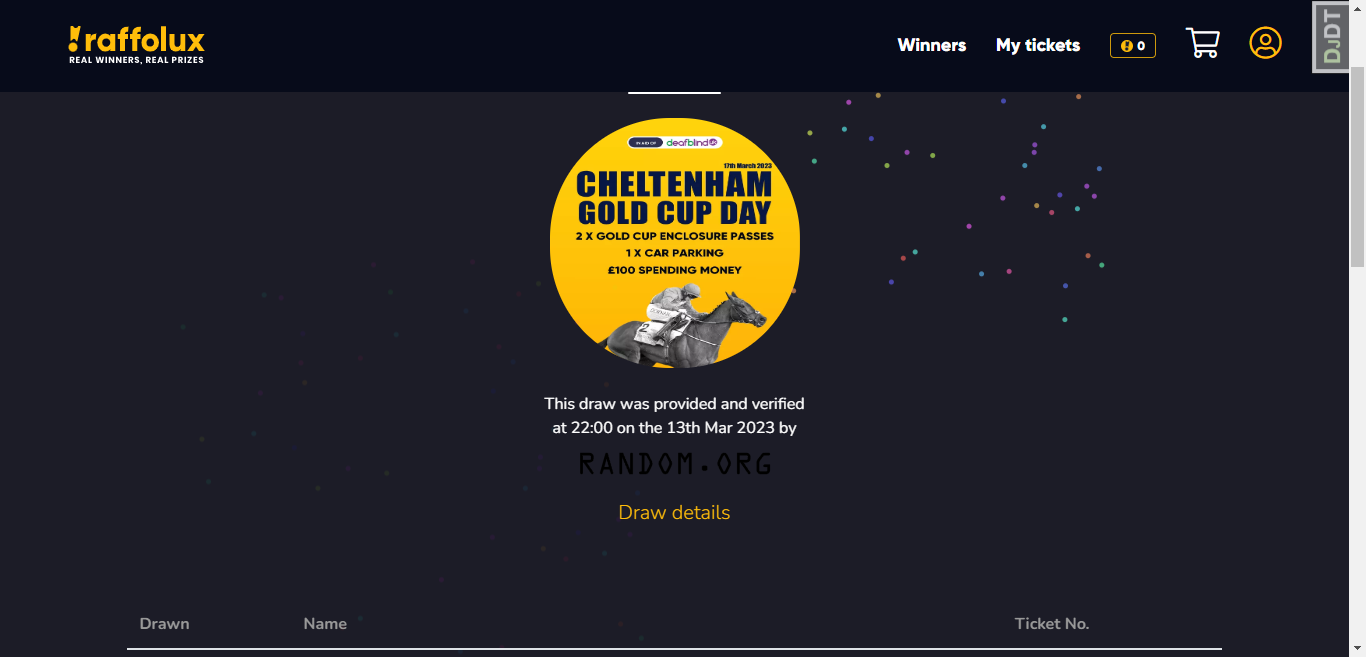 raffolux
REAL WINNERS, REAL PRIZES
Winners
My tickets
0
DjDT
IN AID OF deafblind
17th March 2023
CHELTENHAM
GOLD CUP DAY
2 X GOLD CUP ENCLOSURE PASSES
1 X CAR PARKING
£100 SPENDING MONEY
2
This draw was provided and verified
at 22:00 on the 13th Mar 2023 by
RANDOM.ORG
Draw details
Drawn Name Ticket No.